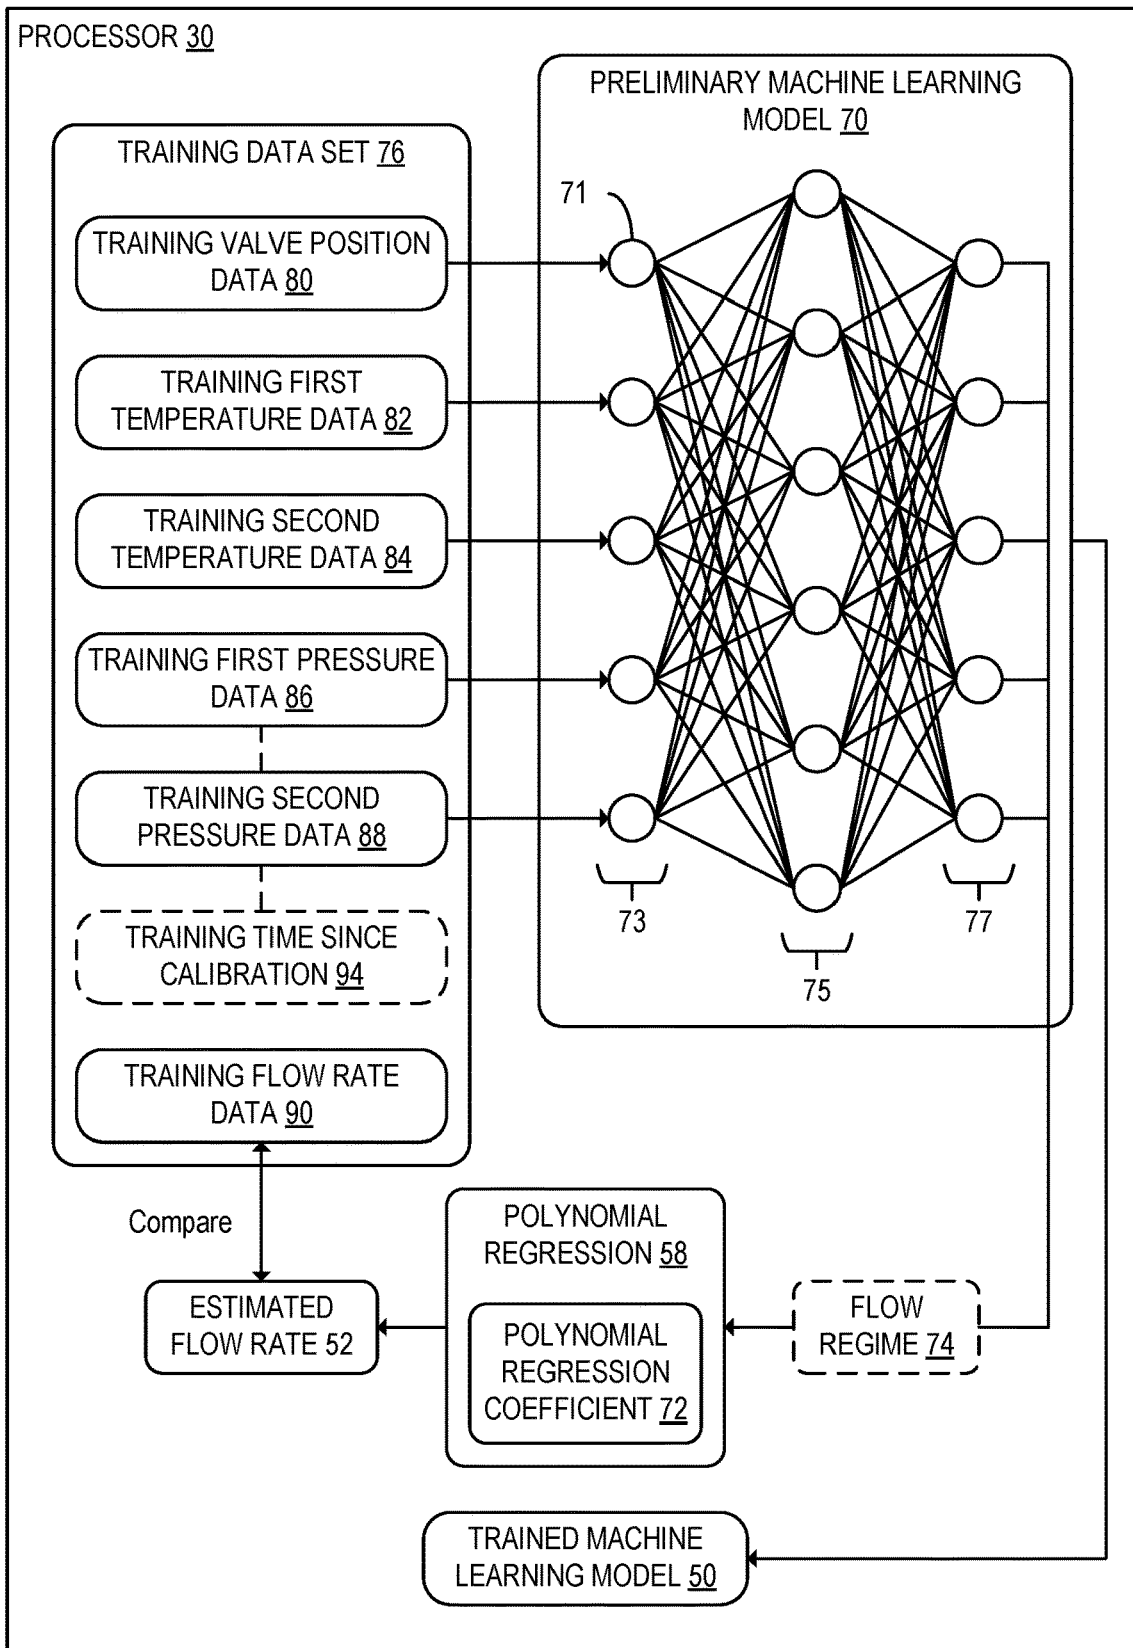 PROCESSOR 30
PRELIMINARY MACHINE LEARNING
MODEL 70
TRAINING DATA SET 76
71
TRAINING VALVE POSITION
DATA 80
TRAINING FIRST
TEMPERATURE DATA 82
TRAINING SECOND
TEMPERATURE DATA 84
TRAINING FIRST PRESSURE
DATA 86
TRAINING SECOND
PRESSURE DATA 88
73
77
75
TRAINING TIME SINCE
CALIBRATION 94
TRAINING FLOW RATE
DATA 90
Compare
POLYNOMIAL
REGRESSION 58
ESTIMATED
FLOW RATE 52
POLYNOMIAL
REGRESSION
COEFFICIENT 72
FLOW
REGIME 74
TRAINED MACHINE
LEARNING MODEL 50